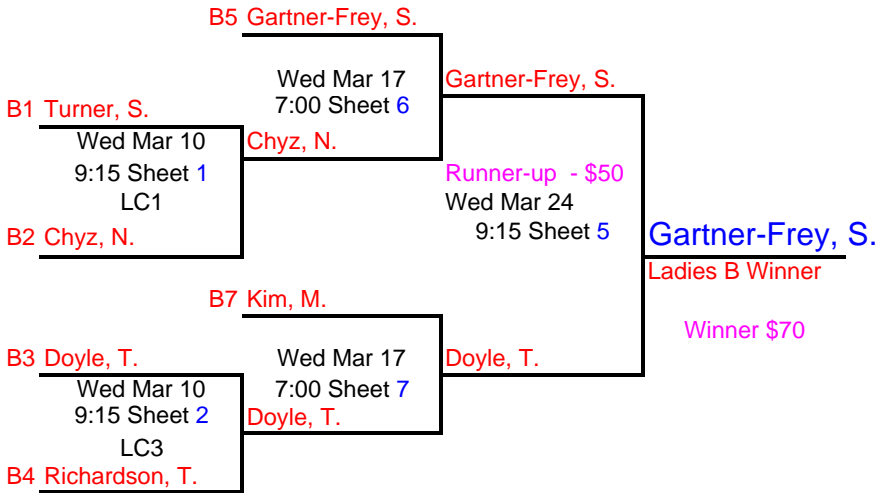 B5 Gartner-Frey, S.
Wed Mar 17
7:00 Sheet 6
Gartner-Frey, S.
B1 Turner, S.
Wed Mar 10
9:15 Sheet 1
LC1
Chyz, N.
B2 Chyz, N.
Runner-up - $50
Wed Mar 24
9:15 Sheet 5
Gartner-Frey, S.
Ladies B Winner
Winner $70
B7 Kim, M.
Wed Mar 17
7:00 Sheet 7
Doyle, T.
B3 Doyle, T.
Wed Mar 10
9:15 Sheet 2
LC3
Doyle, T.
B4 Richardson, T.